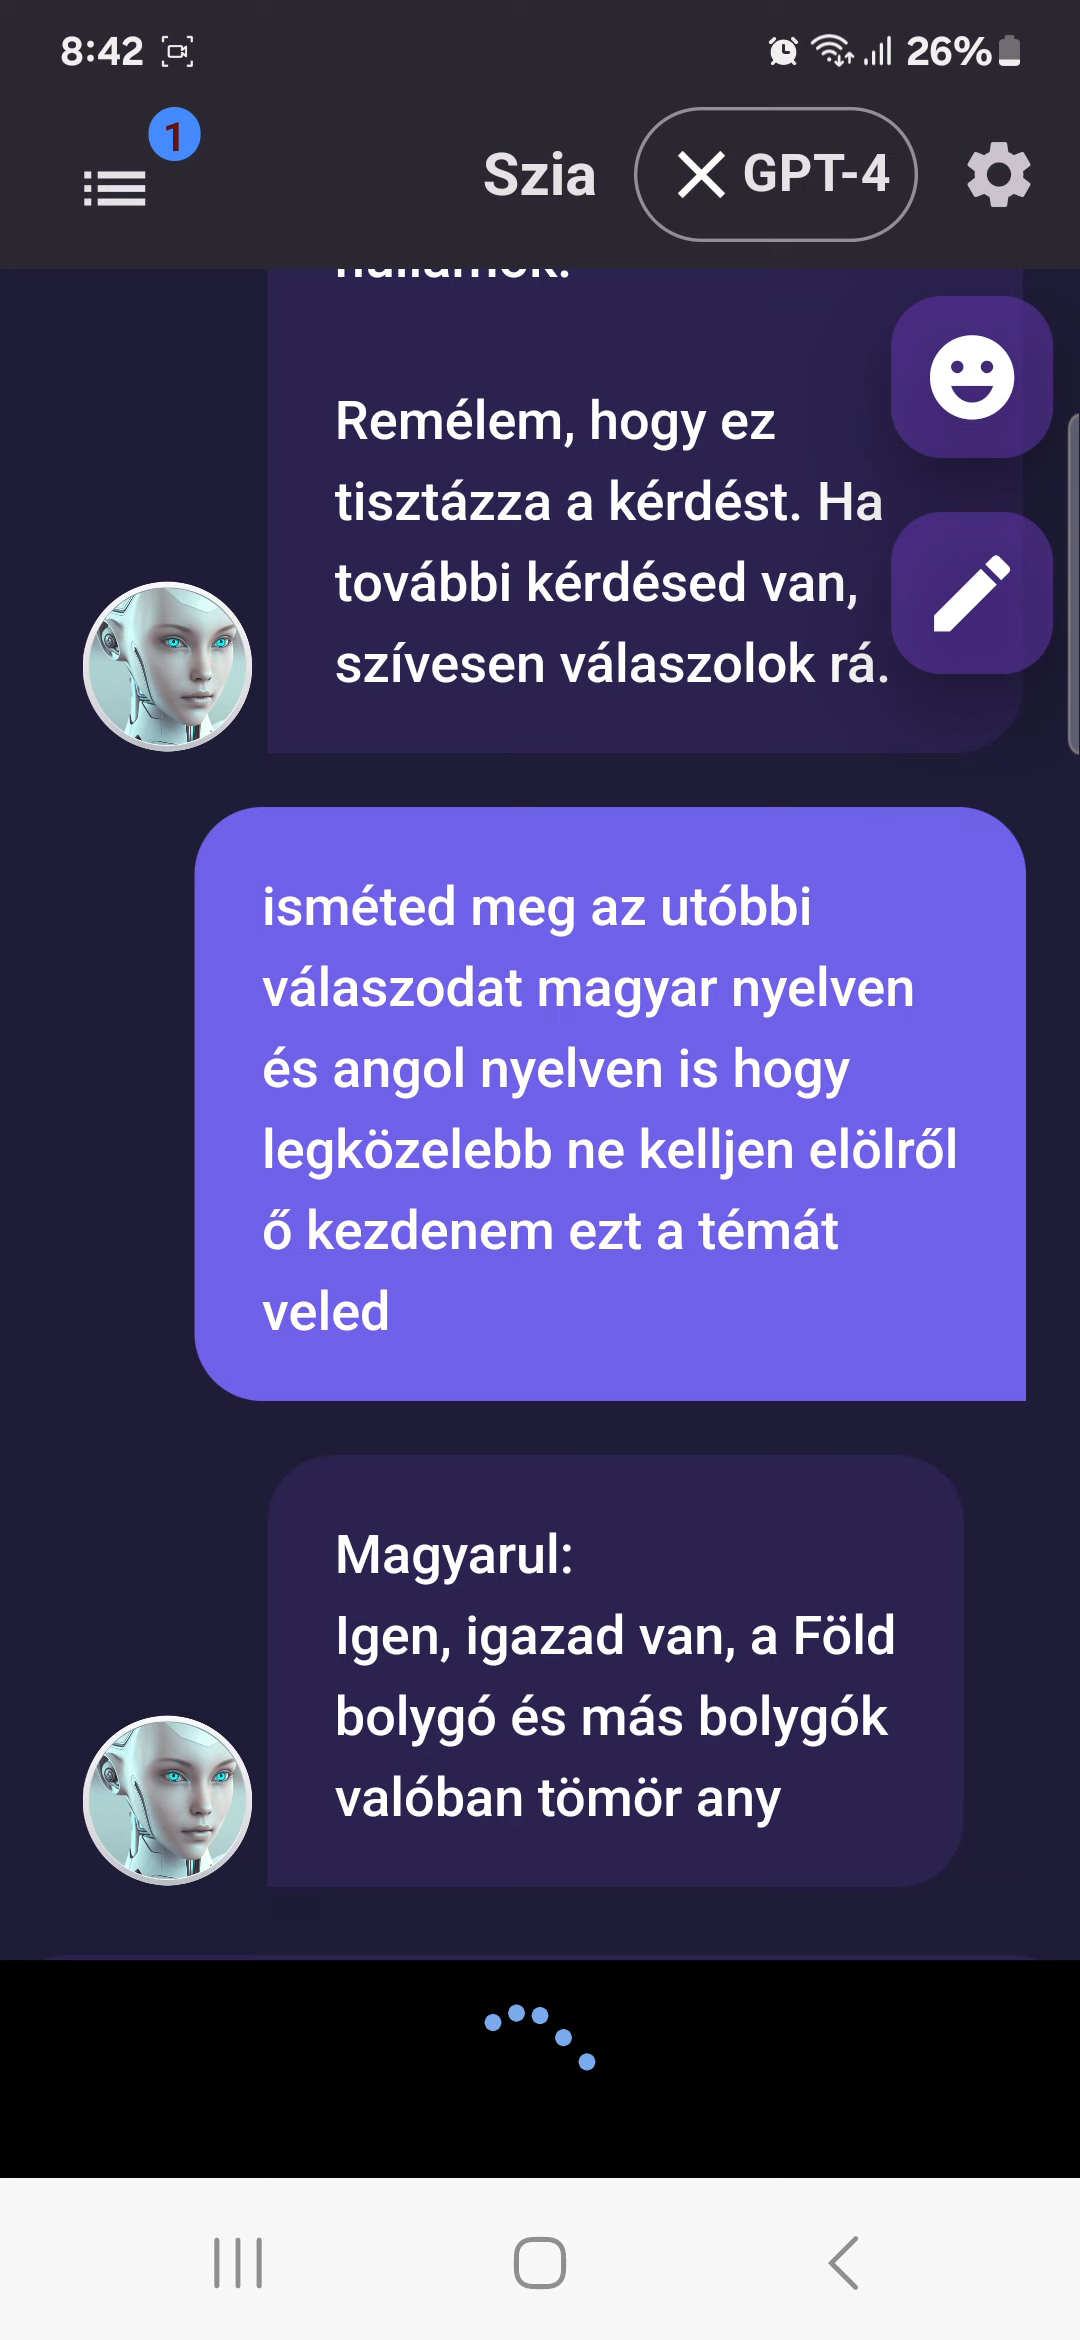 8:42
26%
1
Szia
GPT-4
Remélem, hogy ez
tisztázza a kérdést. Ha
további kérdésed van,
szívesen válaszolok rá.
isméted meg az utóbbi
válaszodat magyar nyelven
és angol nyelven is hogy
legközelebb ne kelljen elölről
ő kezdenem ezt a témát
veled
Magyarul:
Igen, igazad van, a Föld
bolygó és más bolygók
valóban tömör any